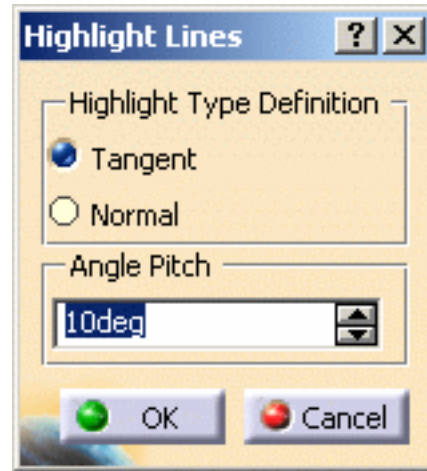 Highlight Lines ? X
Highlight Type Definition
Tangent
Normal
Angle Pitch
10deg
OK Cancel